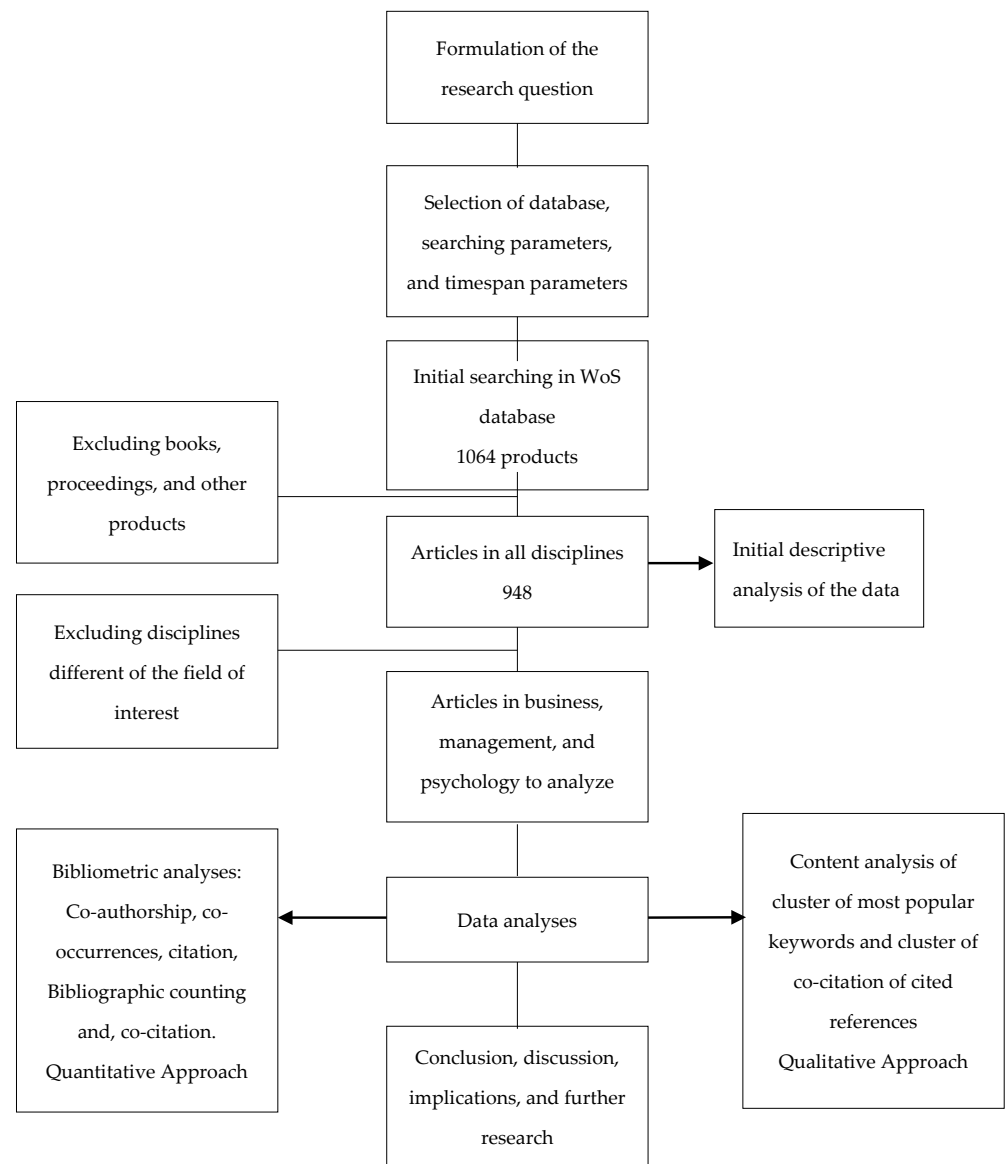 Formulation of the
research question
Selection of database,
searching parameters,
and timespan parameters
Initial searching in WoS
database
1064 products
Excluding books,
proceedings, and other
products
Articles in all disciplines
948
Initial descriptive
analysis of the data
Excluding disciplines
different of the field of
interest
Articles in business,
management, and
psychology to analyze
Bibliometric analyses:
Co-authorship, co-
occurrences, citation,
Bibliographic counting
and, co-citation.
Quantitative Approach
Data analyses
Content analysis of
cluster of most popular
keywords and cluster of
co-citation of cited
references
Qualitative Approach
Conclusion, discussion,
implications, and further
research